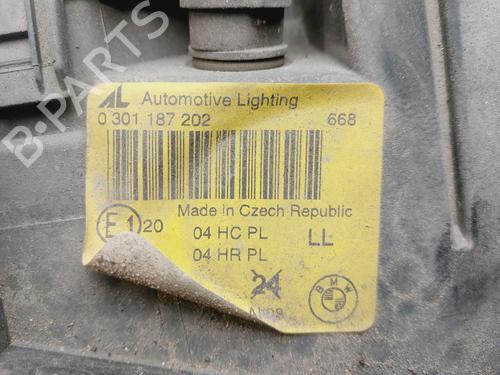 B-PARTS
AL Automotive Lighting
0 301 187 202 668
Made in Czech Republic
E 1 20 04 HC PL LL
04 HR PL
24
BMW